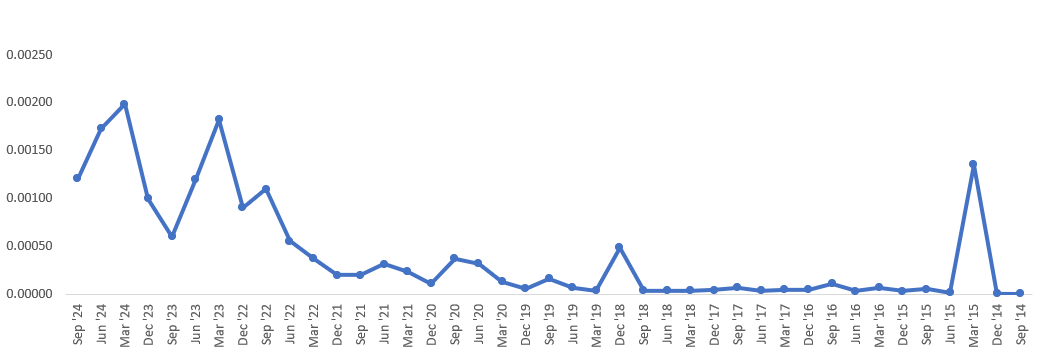 0.00250
0.00200
0.00150
0.00100
0.00050
0.00000
Sep '24
Jun '24
Mar '24
Dec '23
Sep '23
Jun '23
Mar '23
Dec '22
Sep '22
Jun '22
Mar '22
Dec '21
Sep '21
Jun '21
Mar '21
Dec '20
Sep '20
Jun '20
Mar '20
Dec '19
Sep '19
Jun '19
Mar '19
Dec '18
Sep '18
Jun '18
Mar '18
Dec '17
Sep '17
Jun '17
Mar '17
Dec '16
Sep '16
Jun '16
Mar '16
Dec '15
Sep '15
Jun '15
Mar '15
Dec '14
Sep '14